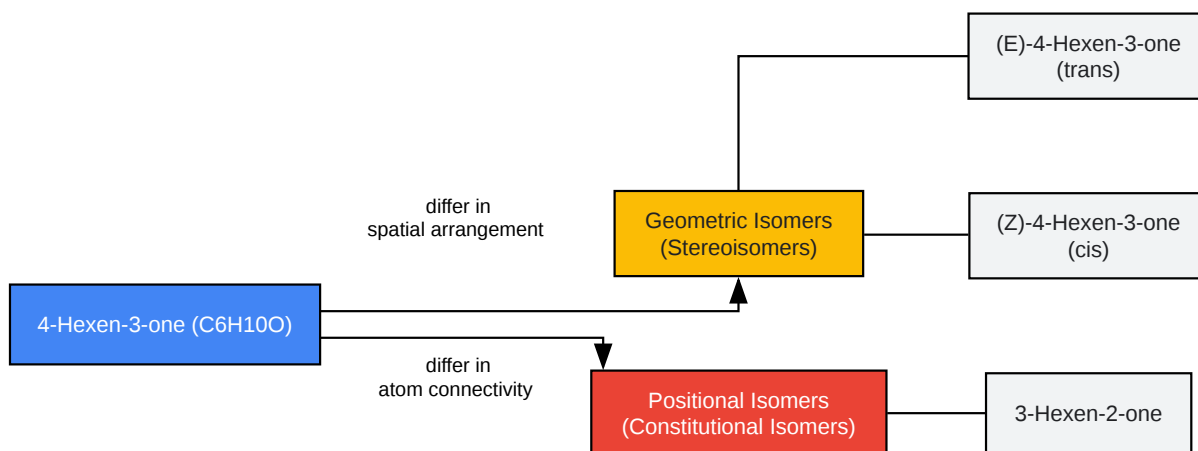 (E)-4-Hexen-3-one
(trans)
differ in
spatial arrangement
Geometric Isomers
(Stereoisomers)
(Z)-4-Hexen-3-one
(cis)
4-Hexen-3-one (C6H10O)
differ in
atom connectivity
Positional Isomers
(Constitutional Isomers)
3-Hexen-2-one